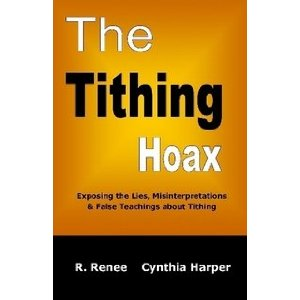 The
Tithing
Hoax
Exposing the Lies, Misinterpretations
& False Teachings about Tithing
R. Renee Cynthia Harper